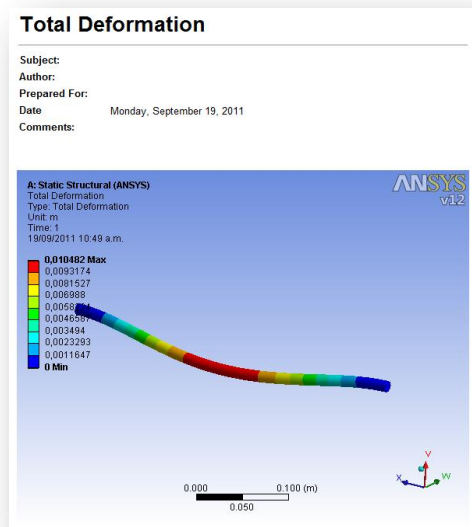 Total Deformation
Subject:
Author:
Prepared For:
Date Monday, September 19, 2011
Comments:
A: Static Structural (ANSYS)
Total Deformation
Type: Total Deformation
Unit: m
Time: 1
19/09/2011 10:49 a.m.
ANSYS
v12
0,010482 Max
0,0093174
0,0081527
0,006988
0,0046587
0,003494
0,0023293
0,0011647
0 Min
V
X
W
0.000
0.100 (m)
0.050